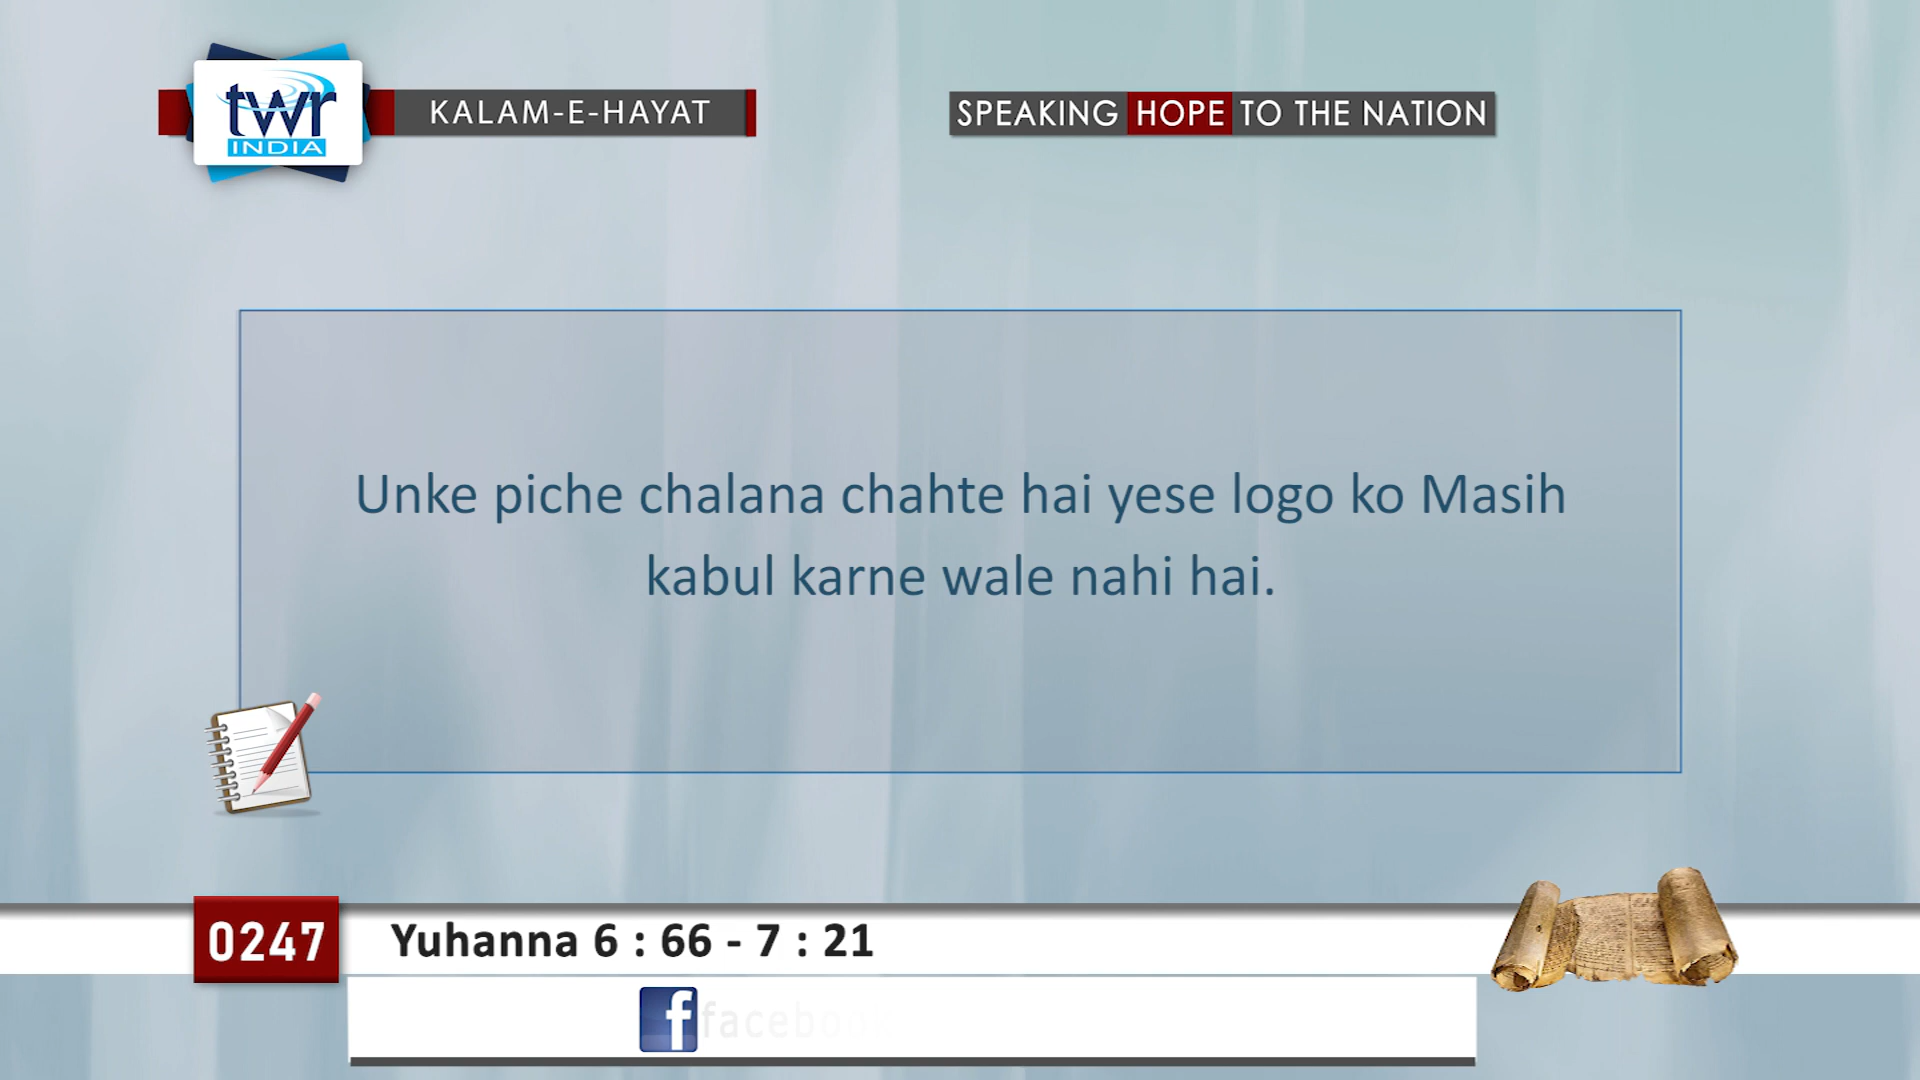 twr
INDIA
KALAM-E-HAYAT
SPEAKING HOPE TO THE NATION
Unke piche chalana chahte hai yese logo ko Masih
kabul karne wale nahi hai.
0247
Yuhanna 6 : 66 - 7 : 21
f facebook